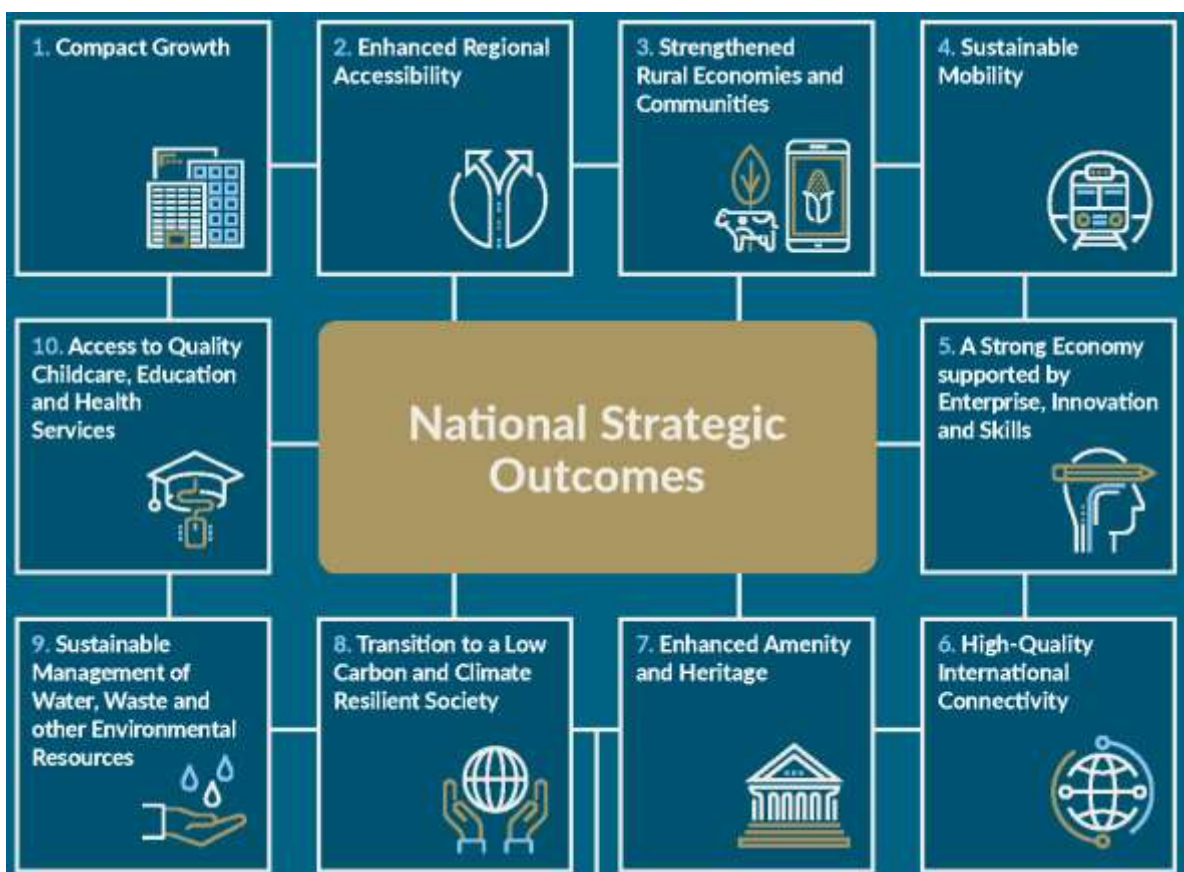 1. Compact Growth
2. Enhanced Regional
Accessibility
3. Strengthened
Rural Economies and
Communities
4. Sustainable
Mobility
10. Access to Quality
Childcare, Education
and Health
Services
National Strategic
Outcomes
5. A Strong Economy
supported by
Enterprise, Innovation
and Skills
9. Sustainable
Management of
Water, Waste and
other Environmental
Resources
8. Transition to a Low
Carbon and Climate
Resilient Society
7. Enhanced Amenity
and Heritage
6. High-Quality
International
Connectivity